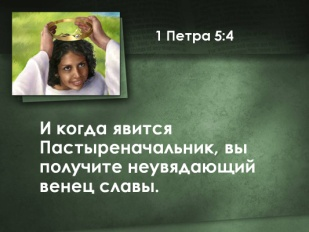 1 Петра 5:4
И когда явится
Пастыреначальник, вы
получите неувядающий
венец славы.